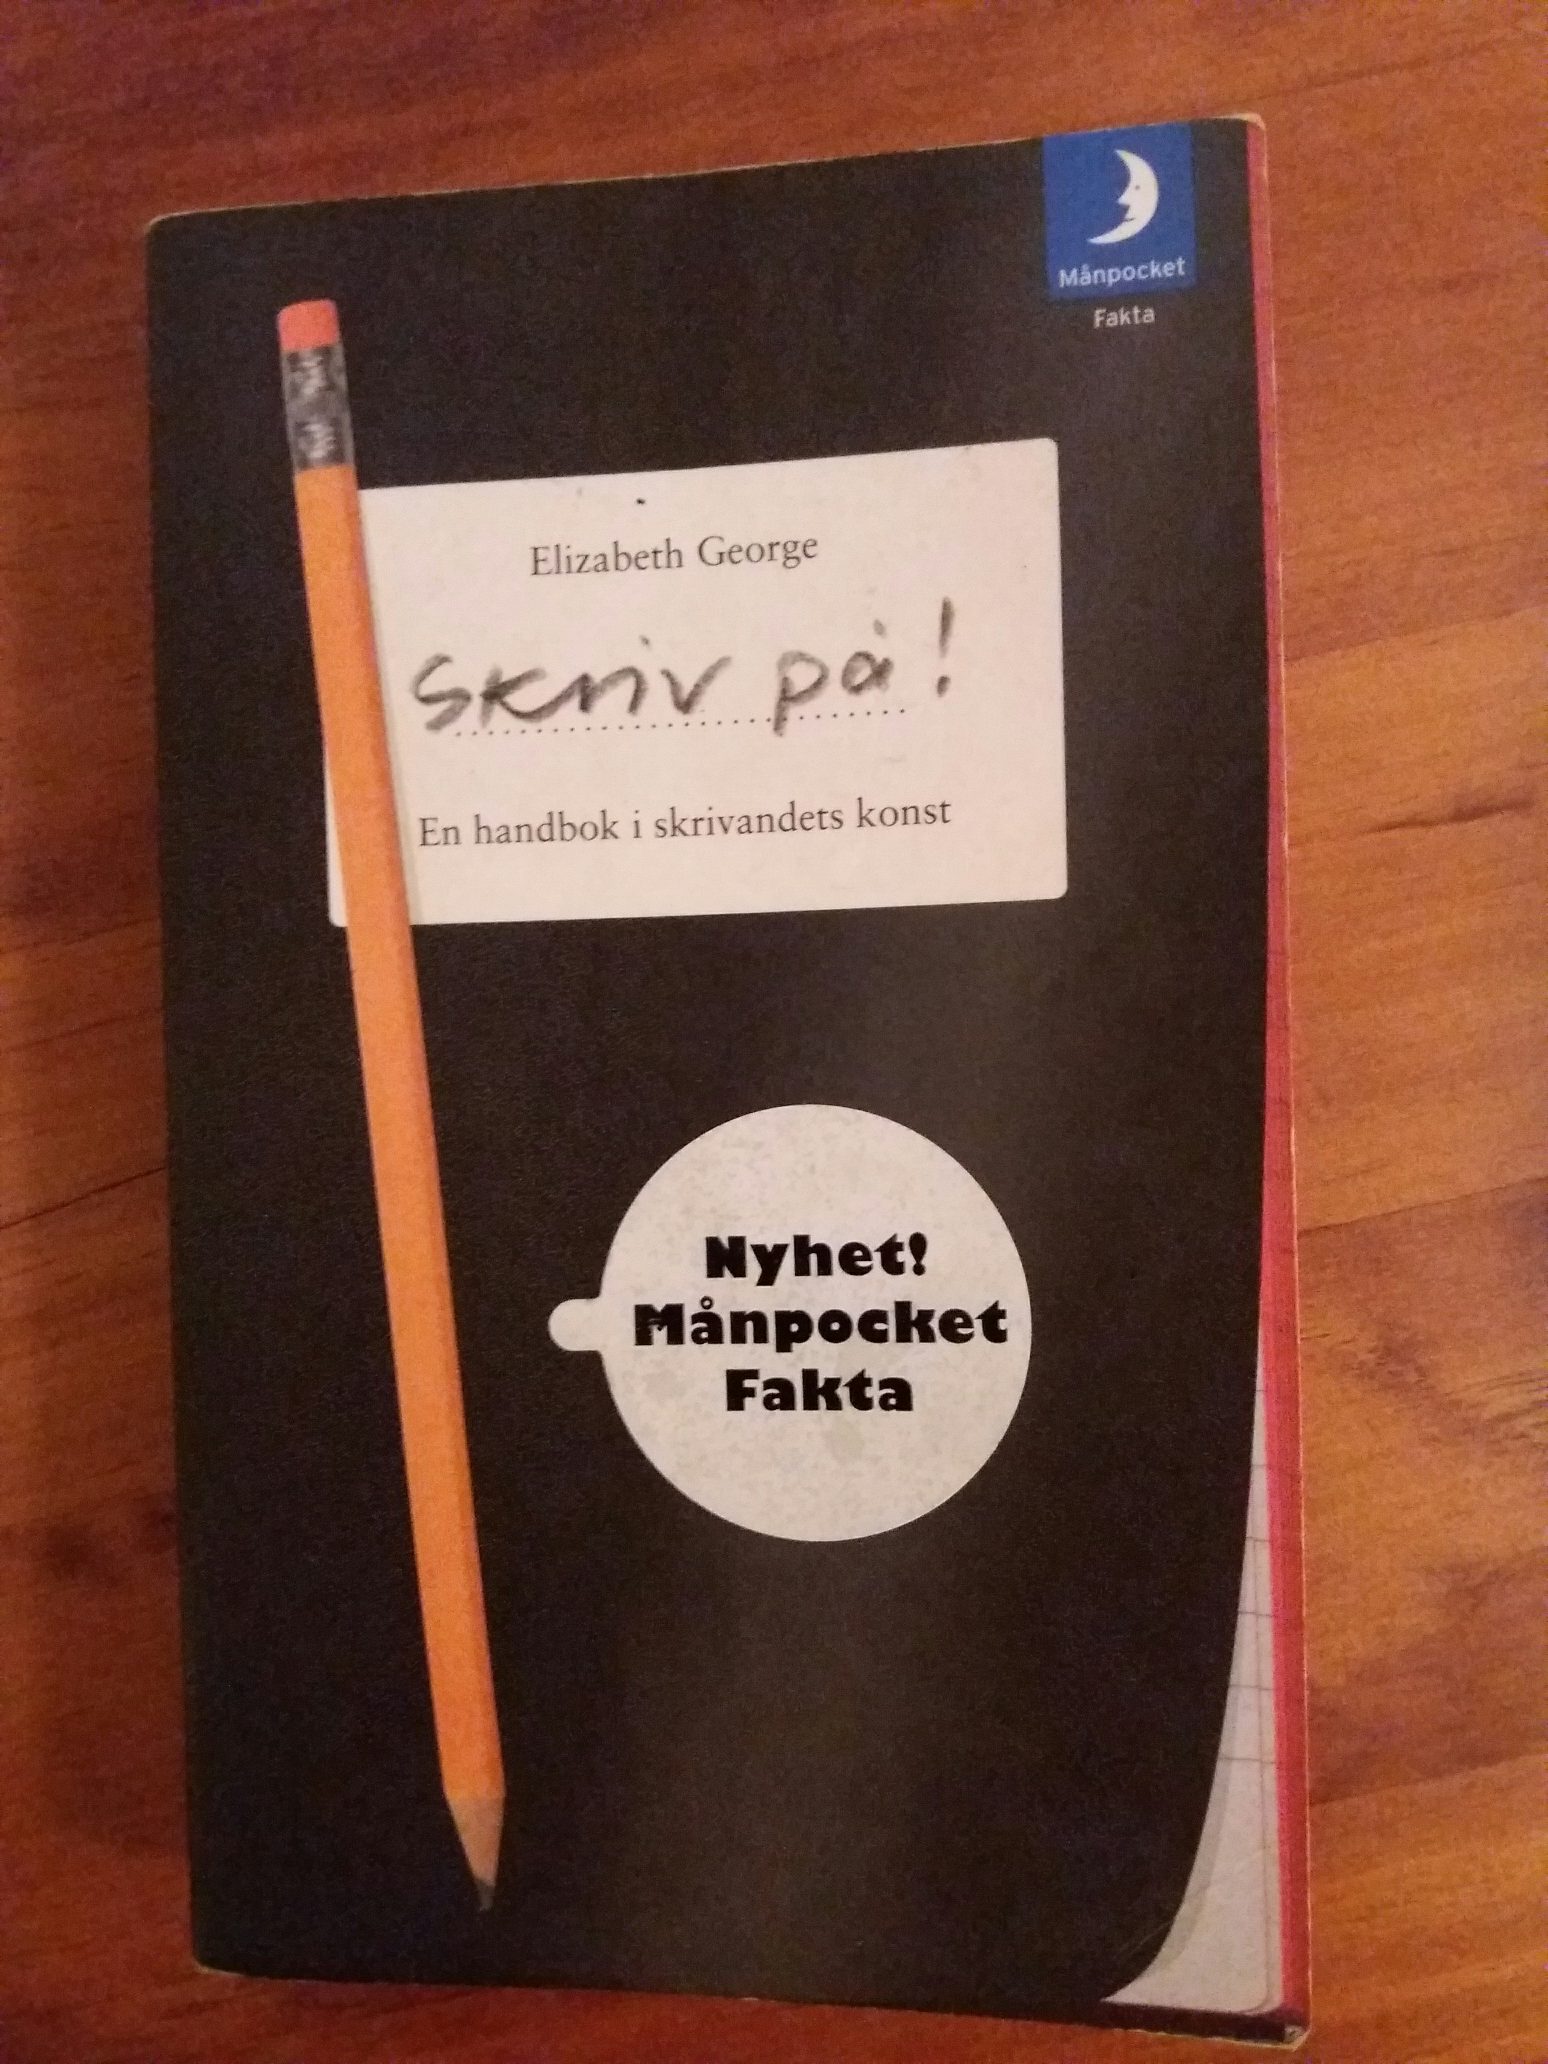 Månpocket
Fakta
Elizabeth George
Skriv på!
En handbok i skrivandets konst
Nyhet!
Månpocket
Fakta